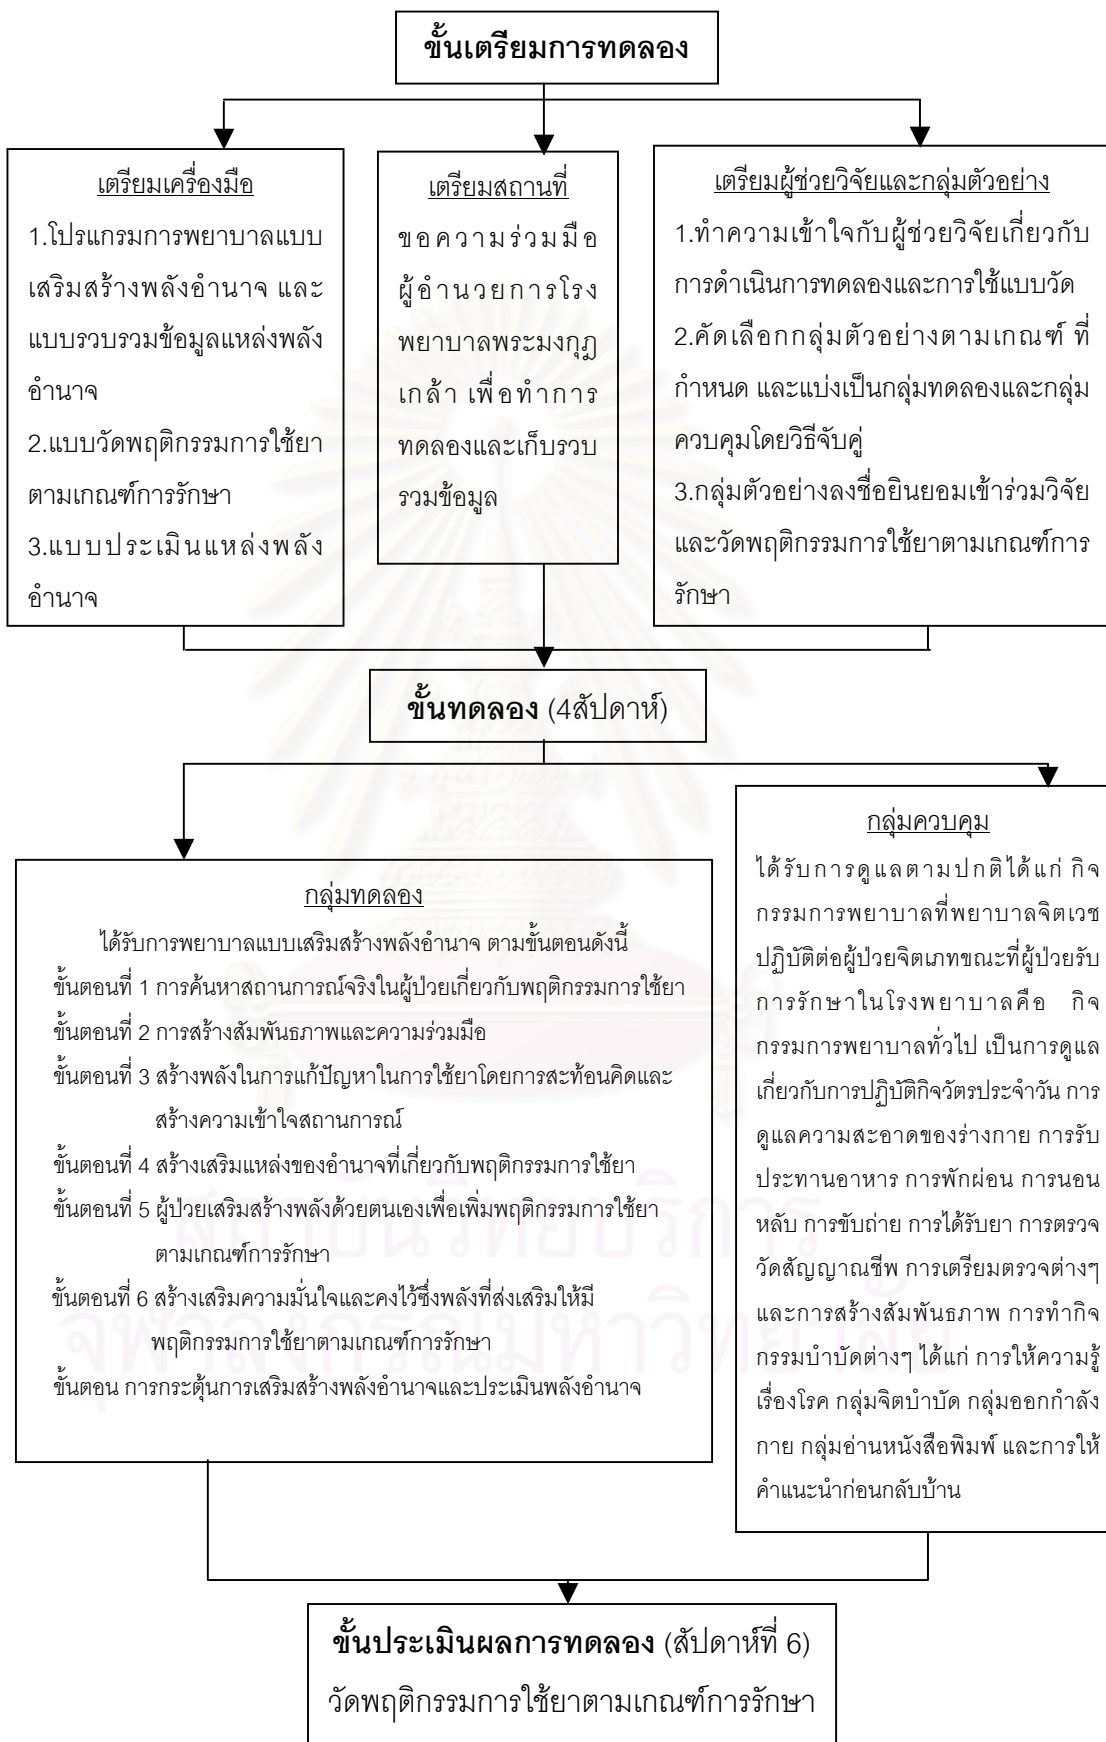 ขั้นเตรียมการทดลอง
เตรียมเครื่องมือ
1.โปรแกรมการพยาบาลแบบ
เสริมสร้างพลังอำนาจ และ
แบบรวบรวมข้อมูลแหล่งพลัง
อำนาจ
2.แบบวัดพฤติกรรมการใช้ยา
ตามเกณฑ์การรักษา
3.แบบประเมินแหล่งพลัง
อำนาจ
เตรียมสถานที่
ขอความร่วมมือ
ผู้อำนวยการโรง
พยาบาลพระมงกุฎ
เกล้า เพื่อทำการ
ทดลองและเก็บรวบ
รวมข้อมูล
เตรียมผู้ช่วยวิจัยและกลุ่มตัวอย่าง
1.ทำความเข้าใจกับผู้ช่วยวิจัยเกี่ยวกับ
การดำเนินการทดลองและการใช้แบบวัด
2.คัดเลือกกลุ่มตัวอย่างตามเกณฑ์ ที่
กำหนด และแบ่งเป็นกลุ่มทดลองและกลุ่ม
ควบคุมโดยวิธีจับคู่
3.กลุ่มตัวอย่างลงชื่อยินยอมเข้าร่วมวิจัย
และวัดพฤติกรรมการใช้ยาตามเกณฑ์การ
รักษา
ขั้นทดลอง (4สัปดาห์)
กลุ่มทดลอง
ได้รับการพยาบาลแบบเสริมสร้างพลังอำนาจ ตามขั้นตอนดังนี้
ขั้นตอนที่ 1 การค้นหาสถานการณ์จริงในผู้ป่วยเกี่ยวกับพฤติกรรมการใช้ยา
ขั้นตอนที่ 2 การสร้างสัมพันธภาพและความร่วมมือ
ขั้นตอนที่ 3 สร้างพลังในการแก้ปัญหาในการใช้ยาโดยการสะท้อนคิดและ
สร้างความเข้าใจสถานการณ์
ขั้นตอนที่ 4 สร้างเสริมแหล่งของอำนาจที่เกี่ยวกับพฤติกรรมการใช้ยา
ขั้นตอนที่ 5 ผู้ป่วยเสริมสร้างพลังด้วยตนเองเพื่อเพิ่มพฤติกรรมการใช้ยา
ตามเกณฑ์การรักษา
ขั้นตอนที่ 6 สร้างเสริมความมั่นใจและคงไว้ซึ่งพลังที่ส่งเสริมให้มี
พฤติกรรมการใช้ยาตามเกณฑ์การรักษา
ขั้นตอน การกระตุ้นการเสริมสร้างพลังอำนาจและประเมินพลังอำนาจ
กลุ่มควบคุม
ได้รับการดูแลตามปกติได้แก่ กิจ
กรรมการพยาบาลที่พยาบาลจิตเวช
ปฏิบัติต่อผู้ป่วยจิตเภทขณะที่ผู้ป่วยรับ
การรักษาในโรงพยาบาลคือ กิจ
กรรมการพยาบาลทั่วไป เป็นการดูแล
เกี่ยวกับการปฏิบัติกิจวัตรประจำวัน การ
ดูแลความสะอาดของร่างกาย การรับ
ประทานอาหาร การพักผ่อน การนอน
หลับ การขับถ่าย การได้รับยา การตรวจ
วัดสัญญาณชีพ การเตรียมตรวจต่างๆ
และการสร้างสัมพันธภาพ การทำกิจ
กรรมบำบัดต่างๆ ได้แก่ การให้ความรู้
เรื่องโรค กลุ่มจิตบำบัด กลุ่มออกกำลัง
กาย กลุ่มอ่านหนังสือพิมพ์ และการให้
คำแนะนำก่อนกลับบ้าน
สถาบันวิทยบริการ
จุฬาลงกรณ์มหาวิทยาลัย
ขั้นประเมินผลการทดลอง (สัปดาห์ที่ 6)
วัดพฤติกรรมการใช้ยาตามเกณฑ์การรักษา